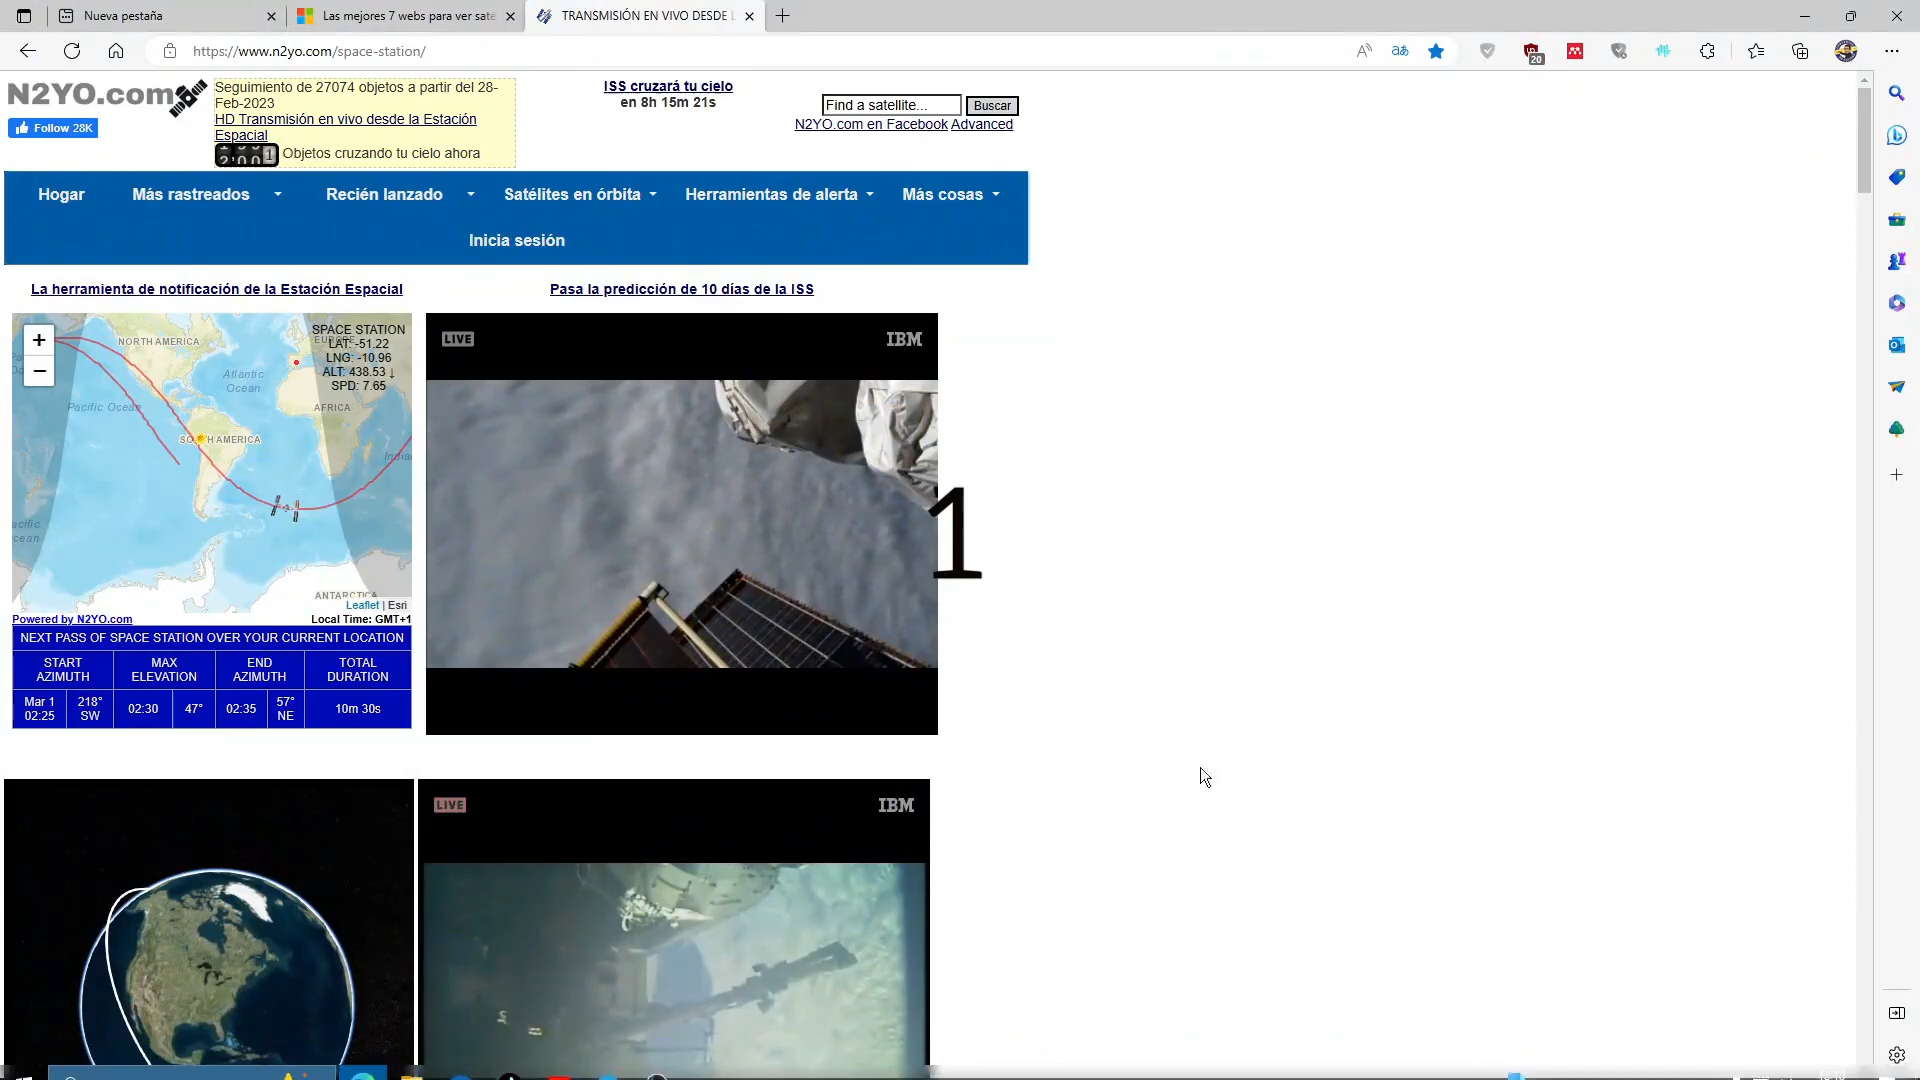 Nueva pestaña
Las mejores 7 webs para ver saté
TRANSMISIÓN EN VIVO DESDE L
https://www.n2yo.com/space-station/
20
N2YO.com
Follow 28K
Seguimiento de 27074 objetos a partir del 28-
Feb-2023
HD Transmisión en vivo desde la Estación
Espacial
Objetos cruzando tu cielo ahora
ISS cruzará tu cielo
en 8h 15m 21s
Find a satellite...
Buscar
N2YO.com en Facebook Advanced
Hogar
Más rastreados
Recién lanzado
Satélites en órbita
Herramientas de alerta
Más cosas
Inicia sesión
La herramienta de notificación de la Estación Espacial
Pasa la predicción de 10 días de la ISS
+
−
SPACE STATION
LAT: -51.22
LNG: -10.96
ALT: 438.53 ↓
SPD: 7.65
NORTH AMERICA
EUROPE
Atlantic
Ocean
Pacific Ocean
AFRICA
SOUTH AMERICA
ANTARCTICA
Leaflet | Esri
Powered by N2YO.com
Local Time: GMT+1
NEXT PASS OF SPACE STATION OVER YOUR CURRENT LOCATION
START
AZIMUTH
MAX
ELEVATION
END
AZIMUTH
TOTAL
DURATION
Mar 1
02:25
218°
SW
02:30
47°
02:35
57°
NE
10m 30s
LIVE
IBM
1
LIVE
IBM